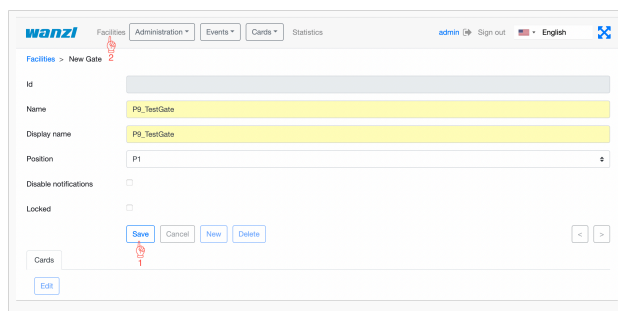 wanzl Facilities Administration Events Cards Statistics admin Sign out English
2
Facilities > New Gate
Id
Name P9_TestGate
Display name P9_TestGate
Position P1
Disable notifications
Locked
Save Cancel New Delete < >
1
Cards
Edit